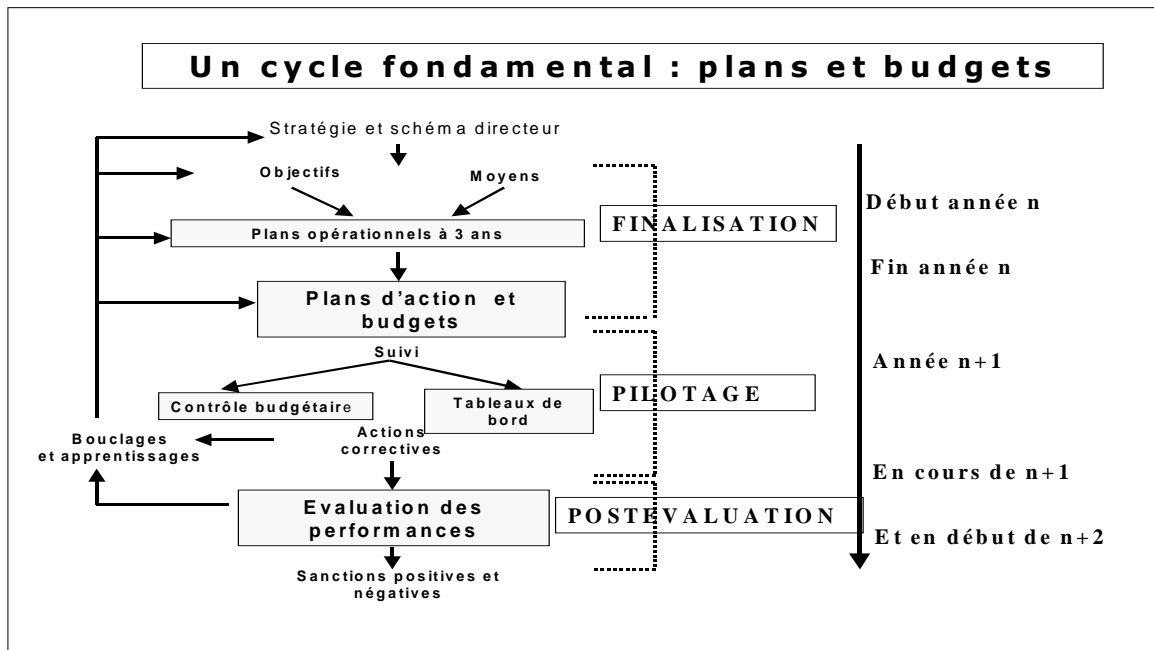 Un cycle fondamental : plans et budgets
Stratégie et schéma directeur
Objectifs
Moyens
Plans opérationnels à 3 ans
FINALISATION
Début année n
Fin année n
Plans d'action et
budgets
Suivi
Contrôle budgétaire
Tableaux de
bord
PILOTAGE
Année n+1
Actions
correctives
Bouclages
et apprentissages
En cours de n+1
Evaluation des
performances
POSTEVALUATION
Et en début de n+2
Sanctions positives et
négatives